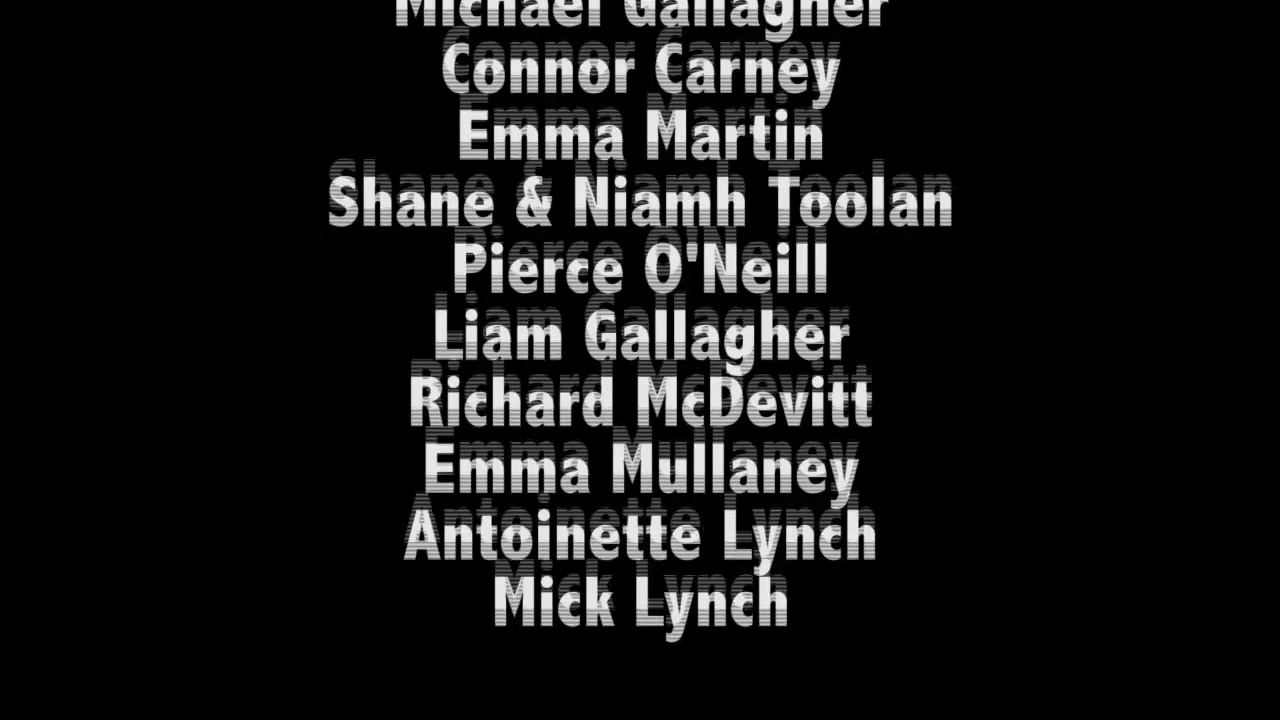 Michael Gallagher
Connor Carney
Emma Martin
Shane & Niamh Toolan
Pierce O'Neill
Liam Gallagher
Richard McDevitt
Emma Mullaney
Antoinette Lynch
Mick Lynch